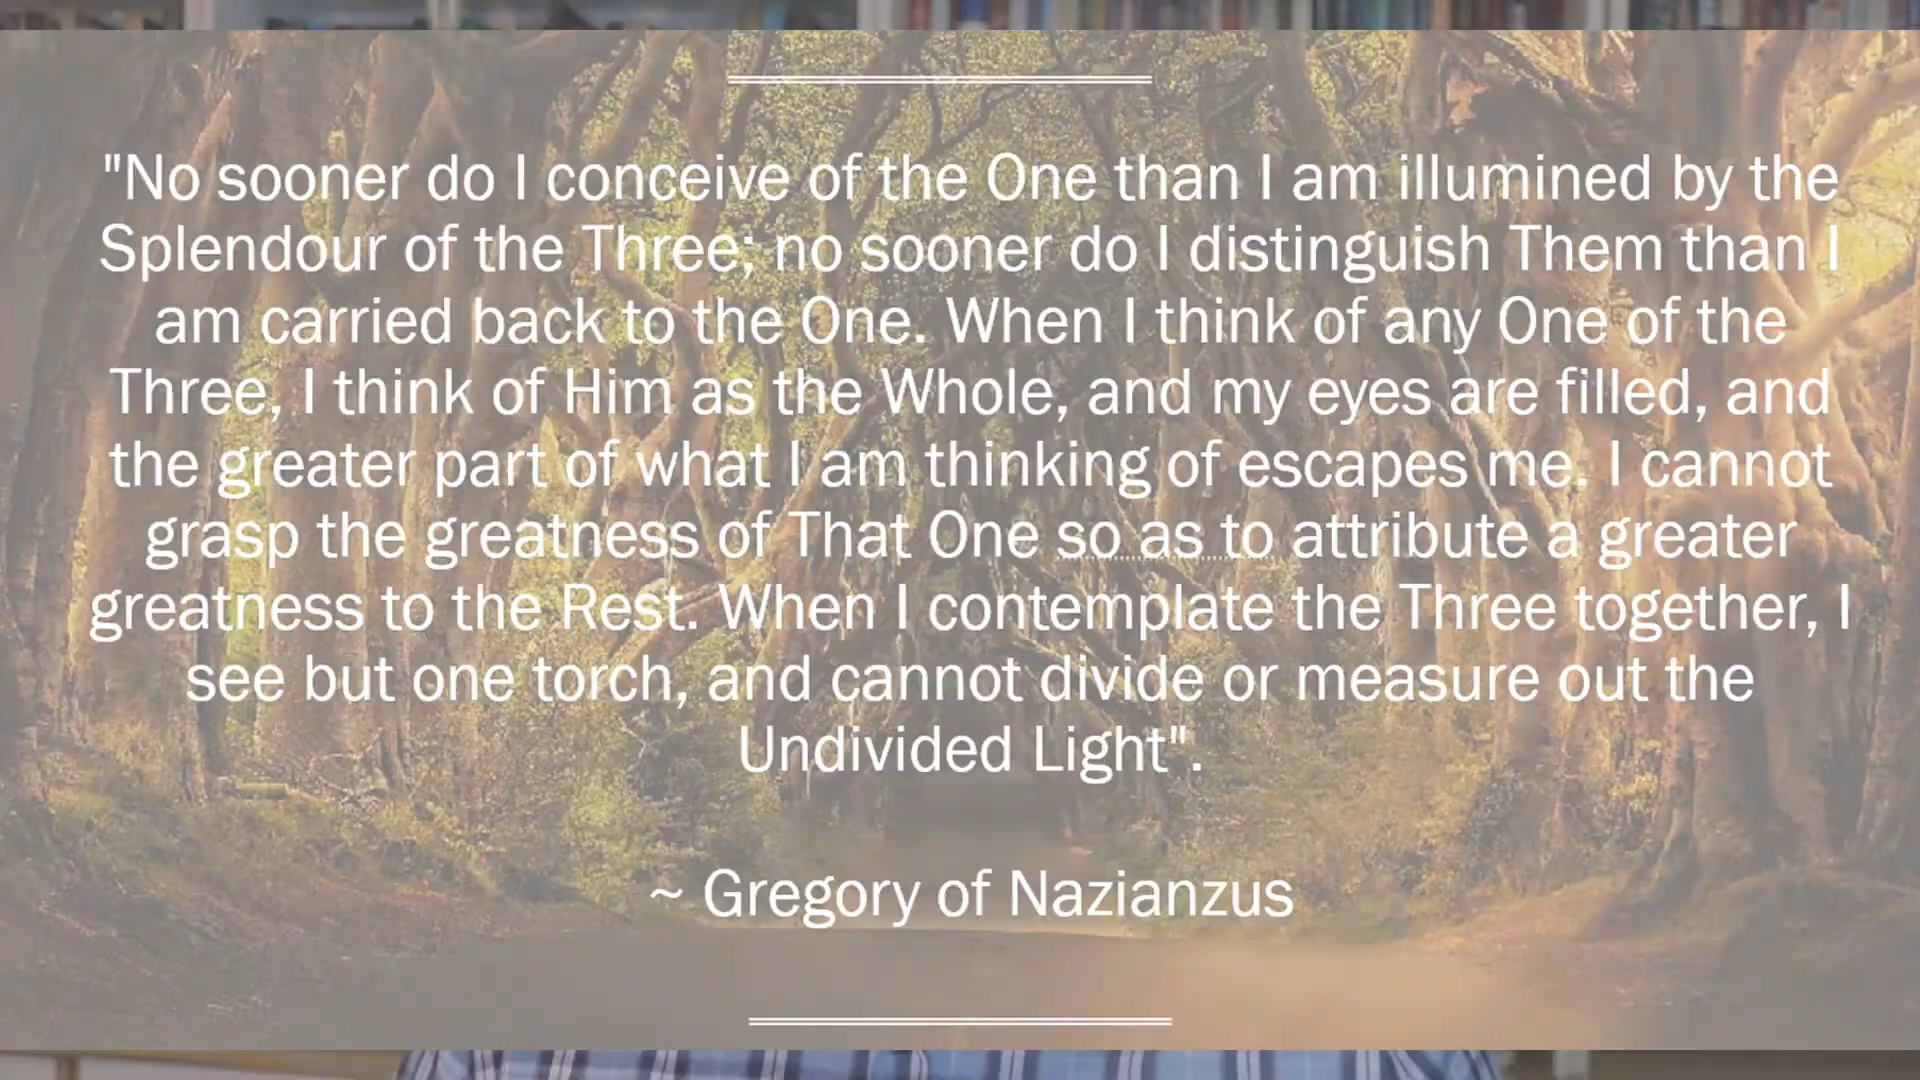 "No sooner do I conceive of the One than I am illumined by the
Splendour of the Three; no sooner do I distinguish Them than I
am carried back to the One. When I think of any One of the
Three, I think of Him as the Whole, and my eyes are filled, and
the greater part of what I am thinking of escapes me. I cannot
grasp the greatness of That One so as to attribute a greater
greatness to the Rest. When I contemplate the Three together, I
see but one torch, and cannot divide or measure out the
Undivided Light".
~ Gregory of Nazianzus